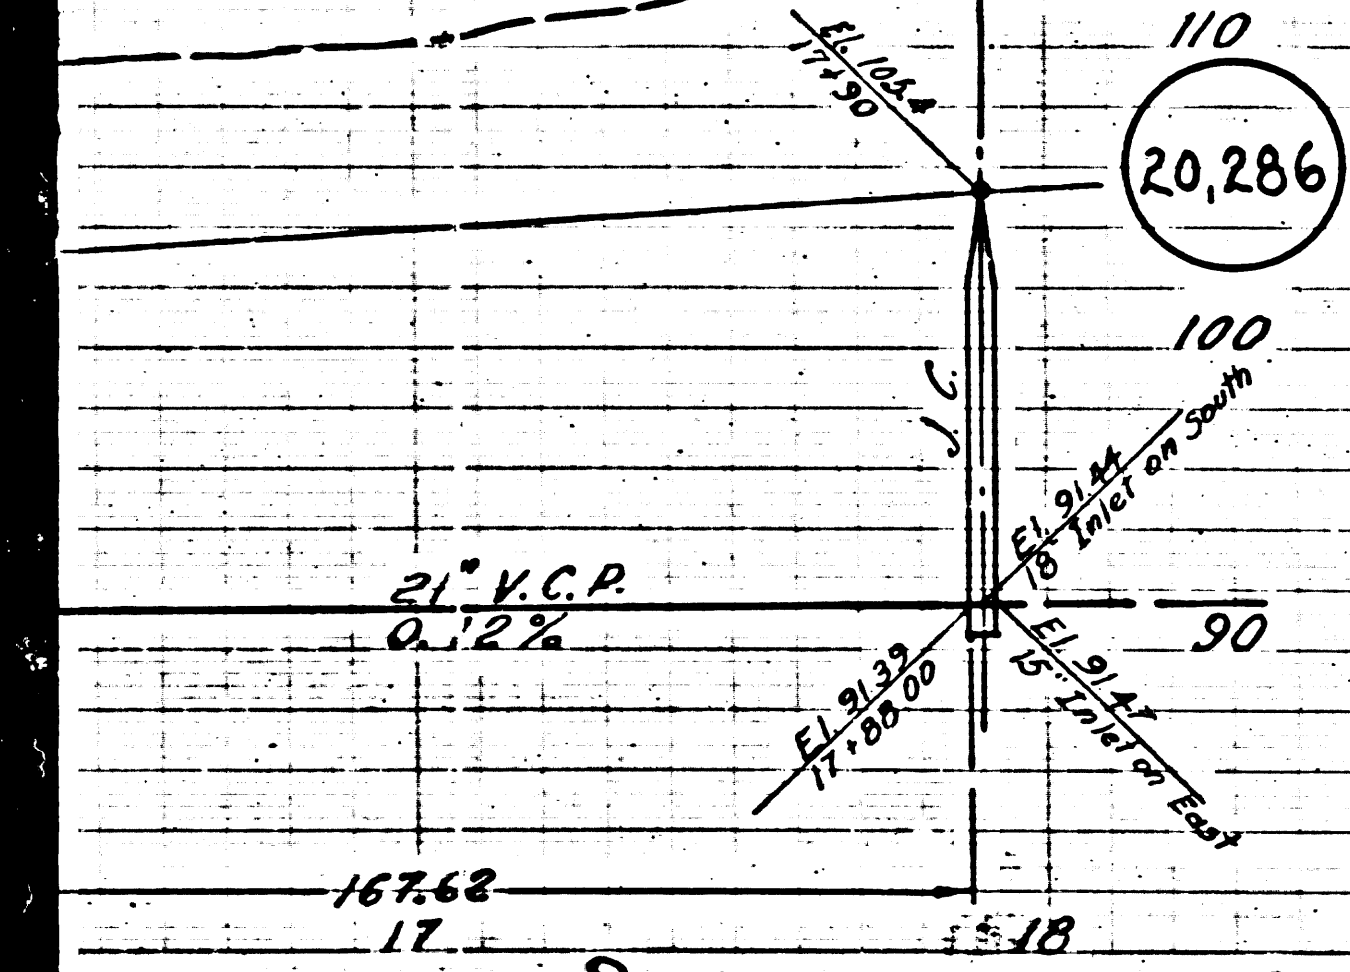 110
El. 105.4
17+90
20,286
100
J. C.
El. 91.44
18" Inlet on South
21" V.C.P.
0.12%
90
El. 91.39
17+88.00
El. 91.47
15" Inlet on East
167.62
17
18